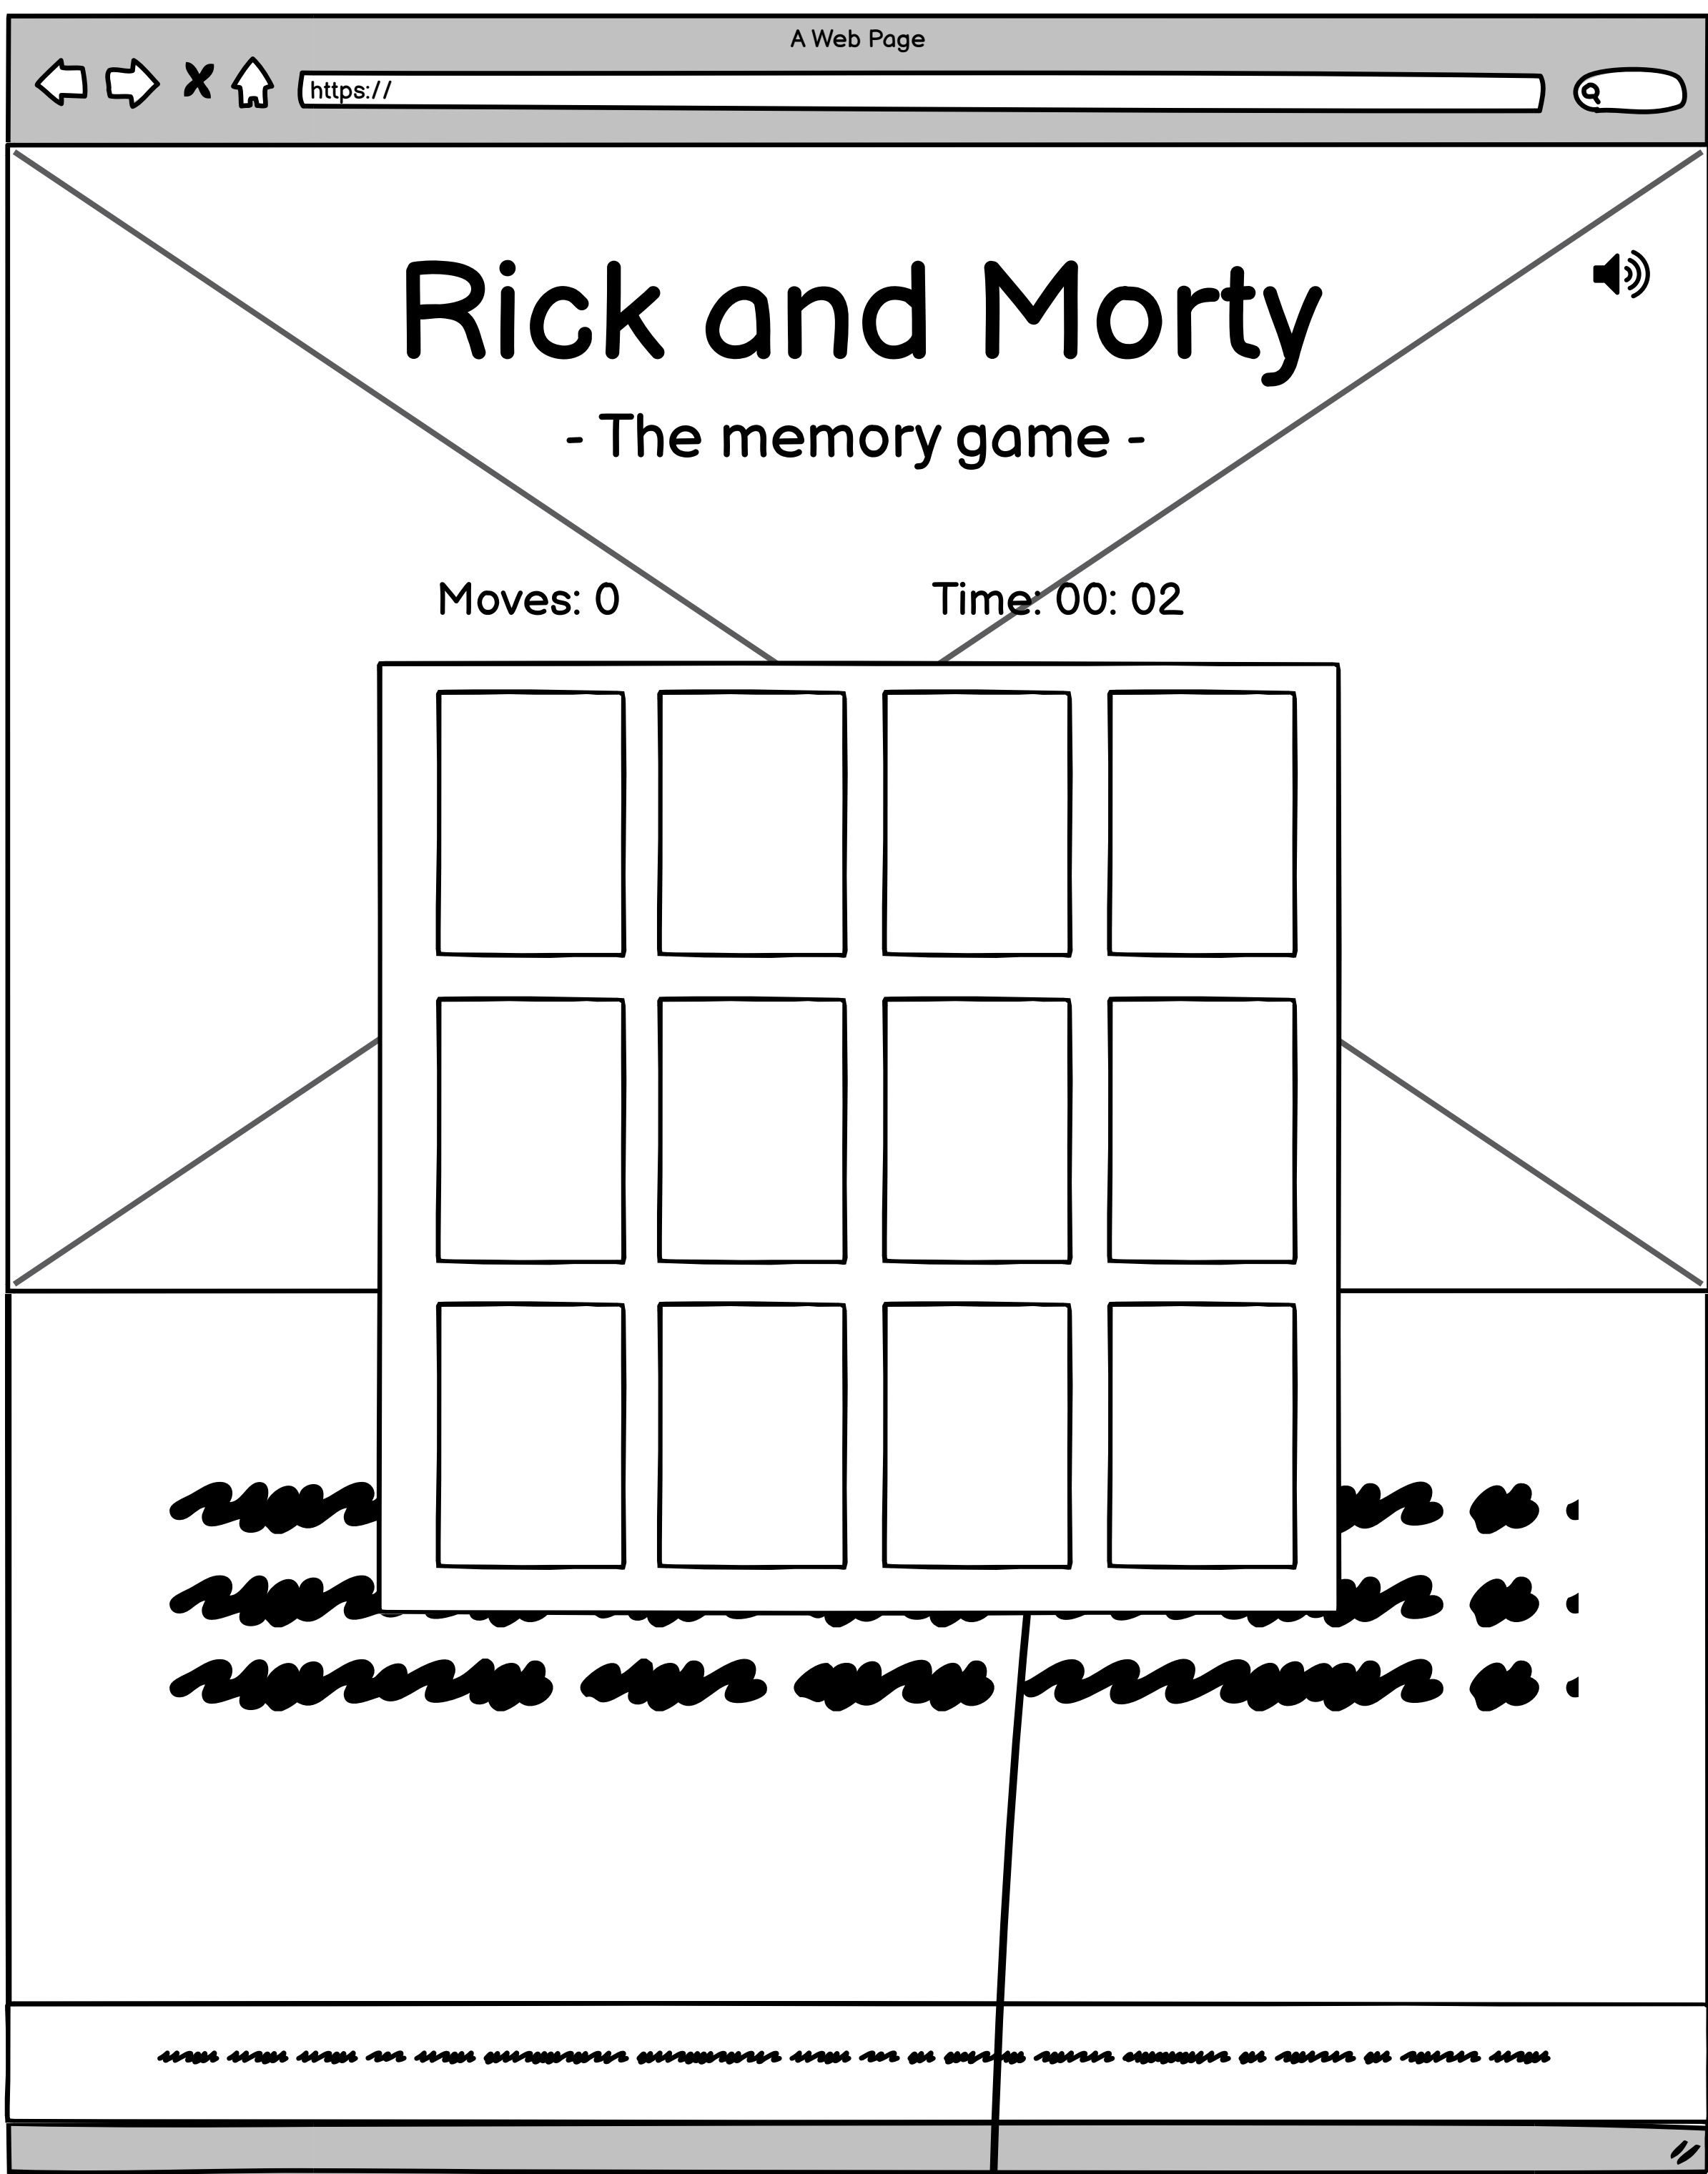 A Web Page
https://
Rick and Morty
- The memory game -
Moves: 0 Time: 00: 02